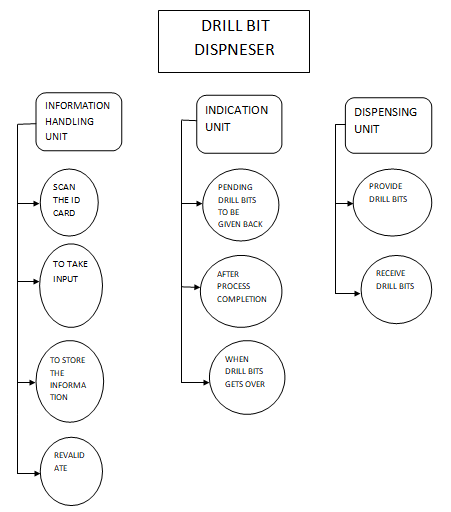 DRILL BIT
DISPNESER
INFORMATION
HANDLING
UNIT
SCAN
THE ID
CARD
TO TAKE
INPUT
TO STORE
THE
INFORMA
TION
REVALID
ATE
INDICATION
UNIT
PENDING
DRILL BITS
TO BE
GIVEN BACK
AFTER
PROCESS
COMPLETION
WHEN
DRILL BITS
GETS OVER
DISPENSING
UNIT
PROVIDE
DRILL BITS
RECEIVE
DRILL BITS